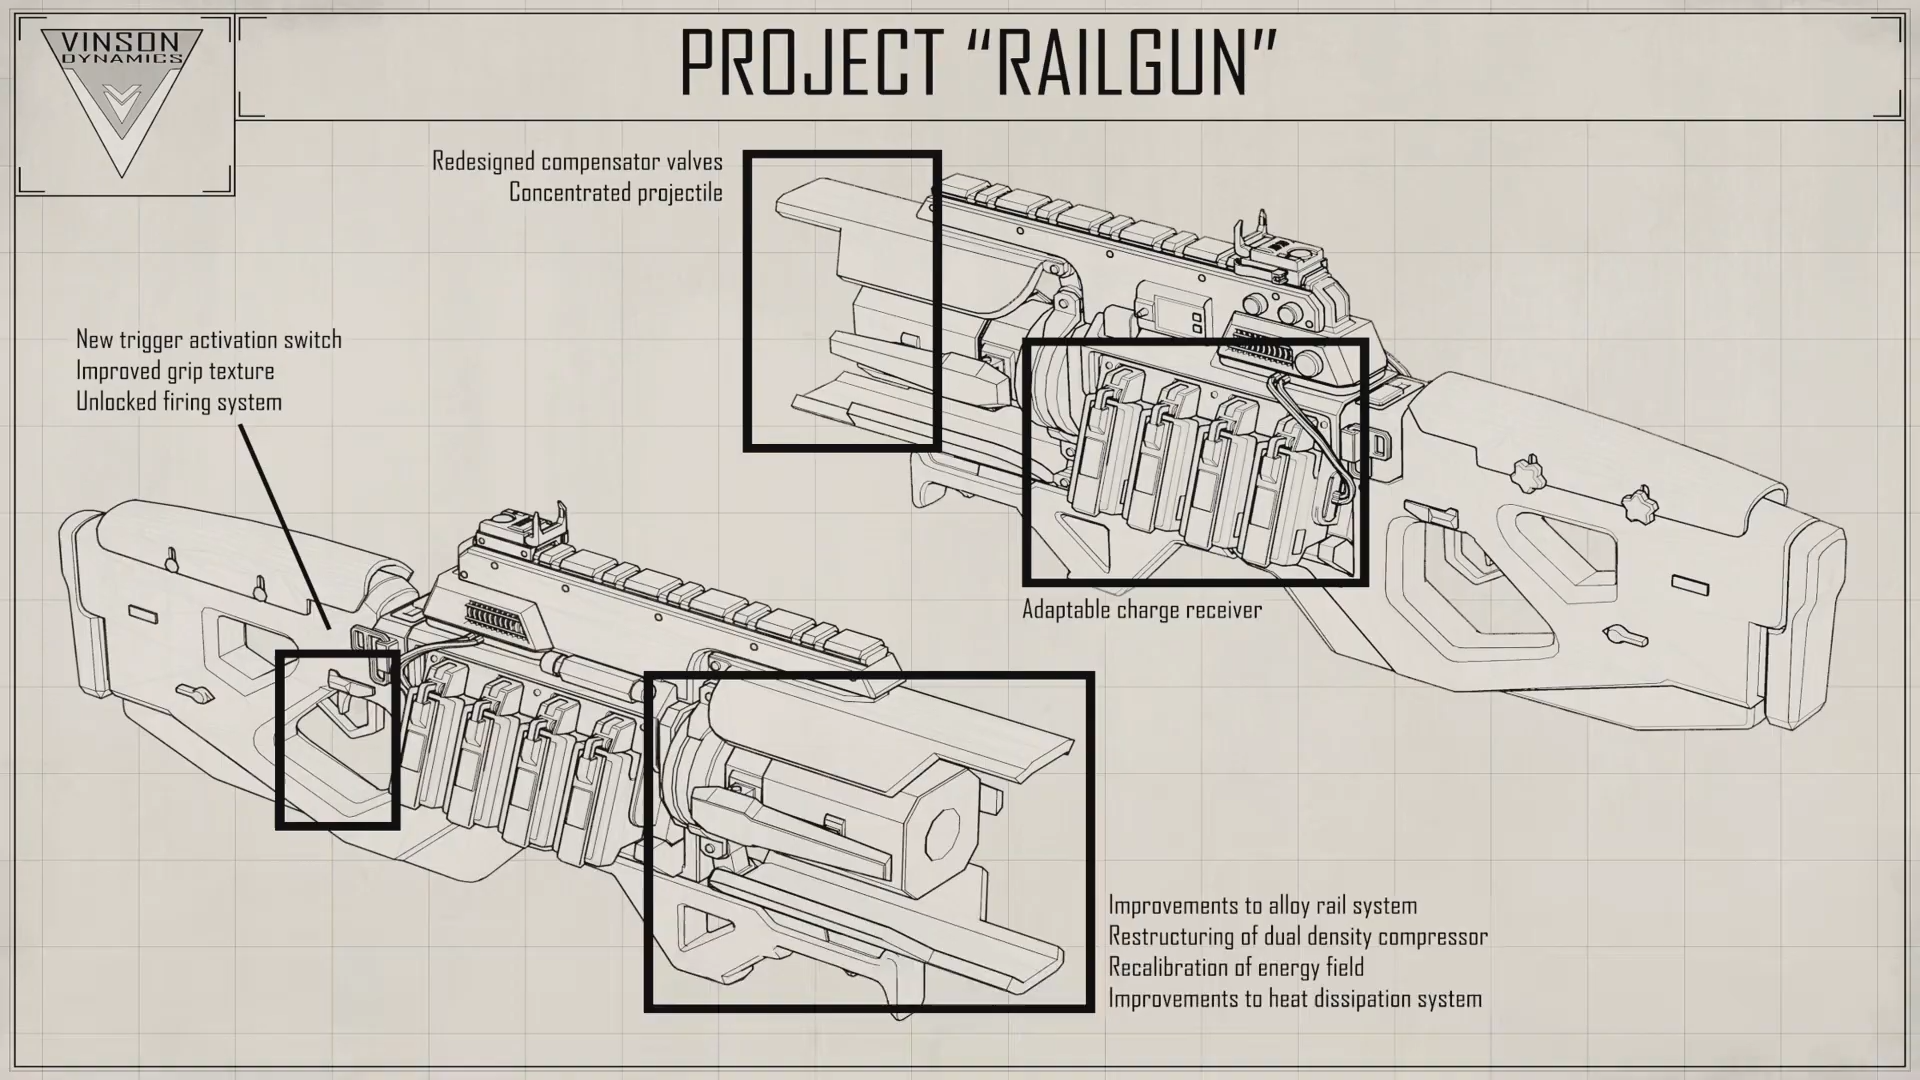 VINSON
DYNAMICS
PROJECT “RAILGUN”
Redesigned compensator valves
Concentrated projectile
New trigger activation switch
Improved grip texture
Unlocked firing system
Adaptable charge receiver
Improvements to alloy rail system
Restructuring of dual density compressor
Recalibration of energy field
Improvements to heat dissipation system